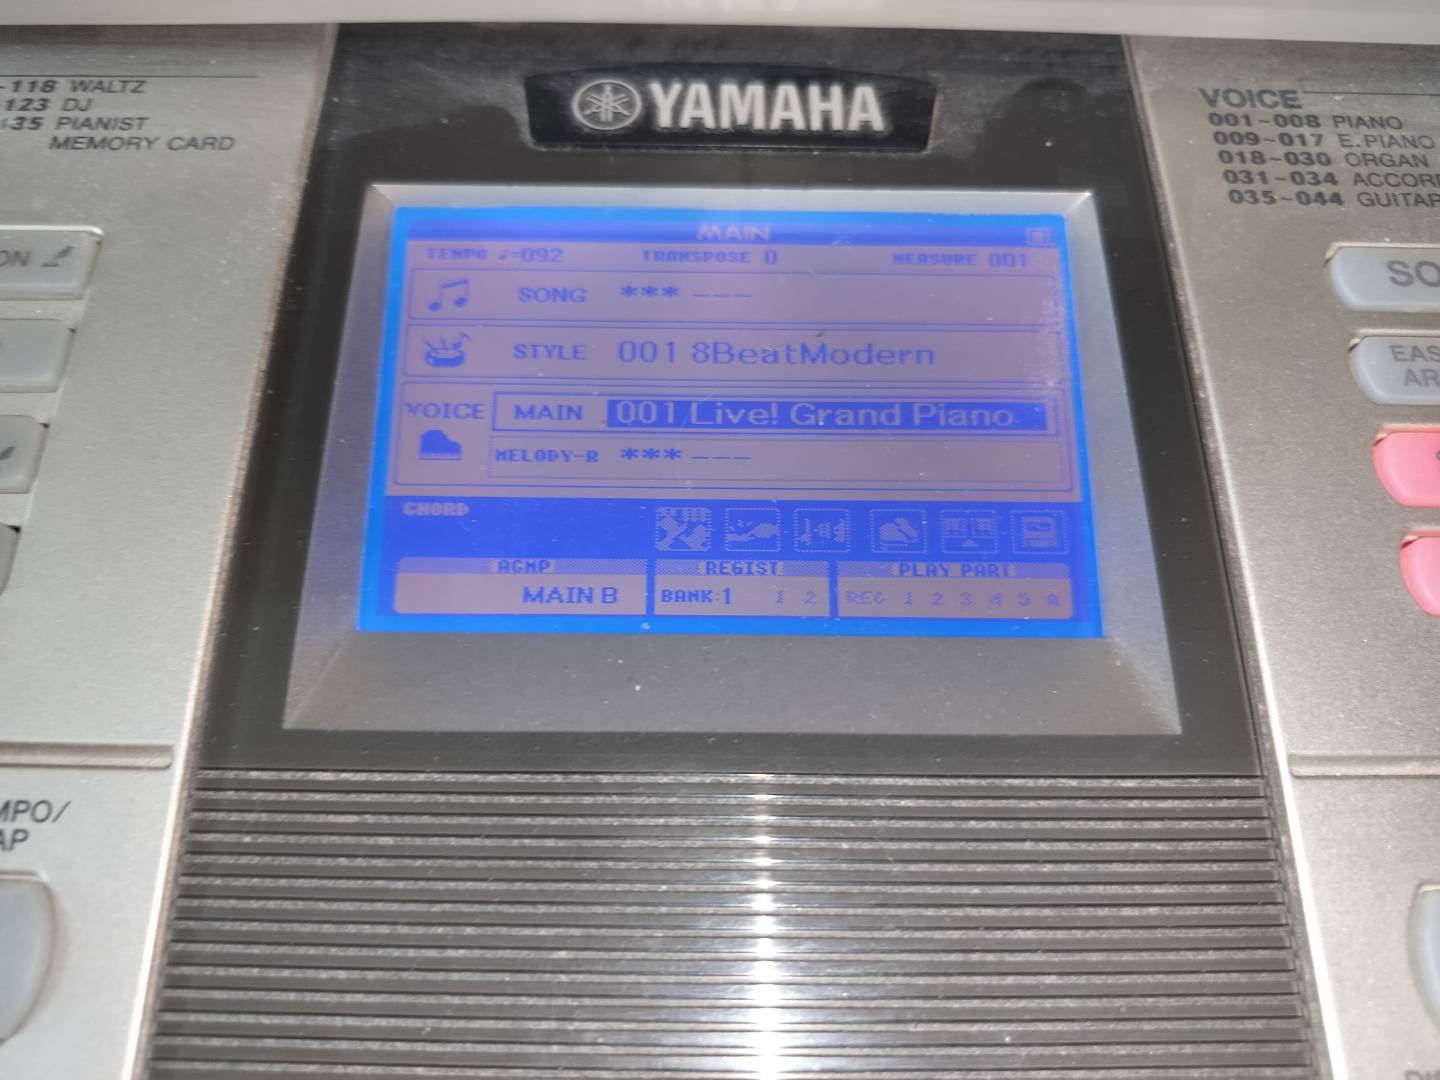 118 WALTZ
123 DJ
135 PIANIST
MEMORY CARD
YAMAHA
VOICE
001~008 PIANO
009~017 E.PIANO
018~030 ORGAN
031~034 ACCOR
035~044 GUITAR
MAIN
TEMPO ♩=092 TRANSPOSE 0 MEASURE 001
SONG *** ---
STYLE 001 8BeatModern
VOICE MAIN 001 Live! Grand Piano
MELODY-R *** ---
CHORD
ACMP REGIST PLAY PART
MAIN B BANK:1 1 2 REC 1 2 3 4 5 A
ON
SO
EAS
AR
MPO/
AP